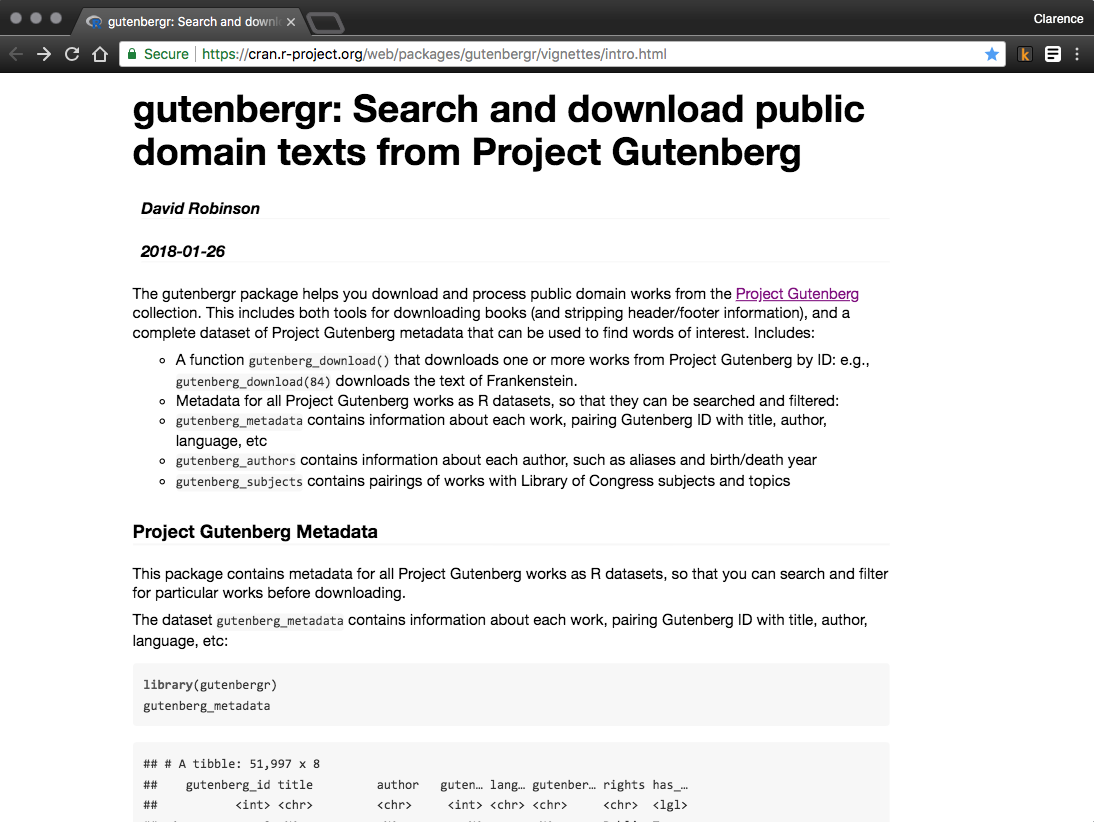 gutenbergr: Search and downl
Clarence
Secure https://cran.r-project.org/web/packages/gutenbergr/vignettes/intro.html
k
gutenbergr: Search and download public
domain texts from Project Gutenberg
David Robinson
2018-01-26
The gutenbergr package helps you download and process public domain works from the Project Gutenberg
collection. This includes both tools for downloading books (and stripping header/footer information), and a
complete dataset of Project Gutenberg metadata that can be used to find words of interest. Includes:
A function gutenberg_download() that downloads one or more works from Project Gutenberg by ID: e.g.,
gutenberg_download(84) downloads the text of Frankenstein.
Metadata for all Project Gutenberg works as R datasets, so that they can be searched and filtered:
gutenberg_metadata contains information about each work, pairing Gutenberg ID with title, author,
language, etc
gutenberg_authors contains information about each author, such as aliases and birth/death year
gutenberg_subjects contains pairings of works with Library of Congress subjects and topics
Project Gutenberg Metadata
This package contains metadata for all Project Gutenberg works as R datasets, so that you can search and filter
for particular works before downloading.
The dataset gutenberg_metadata contains information about each work, pairing Gutenberg ID with title, author,
language, etc:
library(gutenbergr)
gutenberg_metadata
## # A tibble: 51,997 x 8
## gutenberg_id title author guten… lang… gutenber… rights has_…
## <int> <chr> <chr> <int> <chr> <chr> <chr> <lgl>